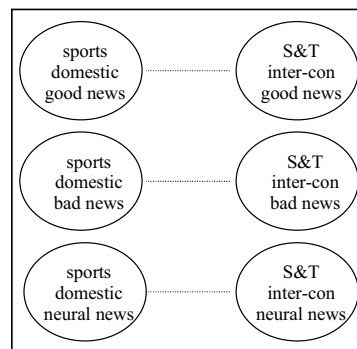 sports
domestic
good news
S&T
inter-con
good news
sports
domestic
bad news
S&T
inter-con
bad news
sports
domestic
neural news
S&T
inter-con
neural news